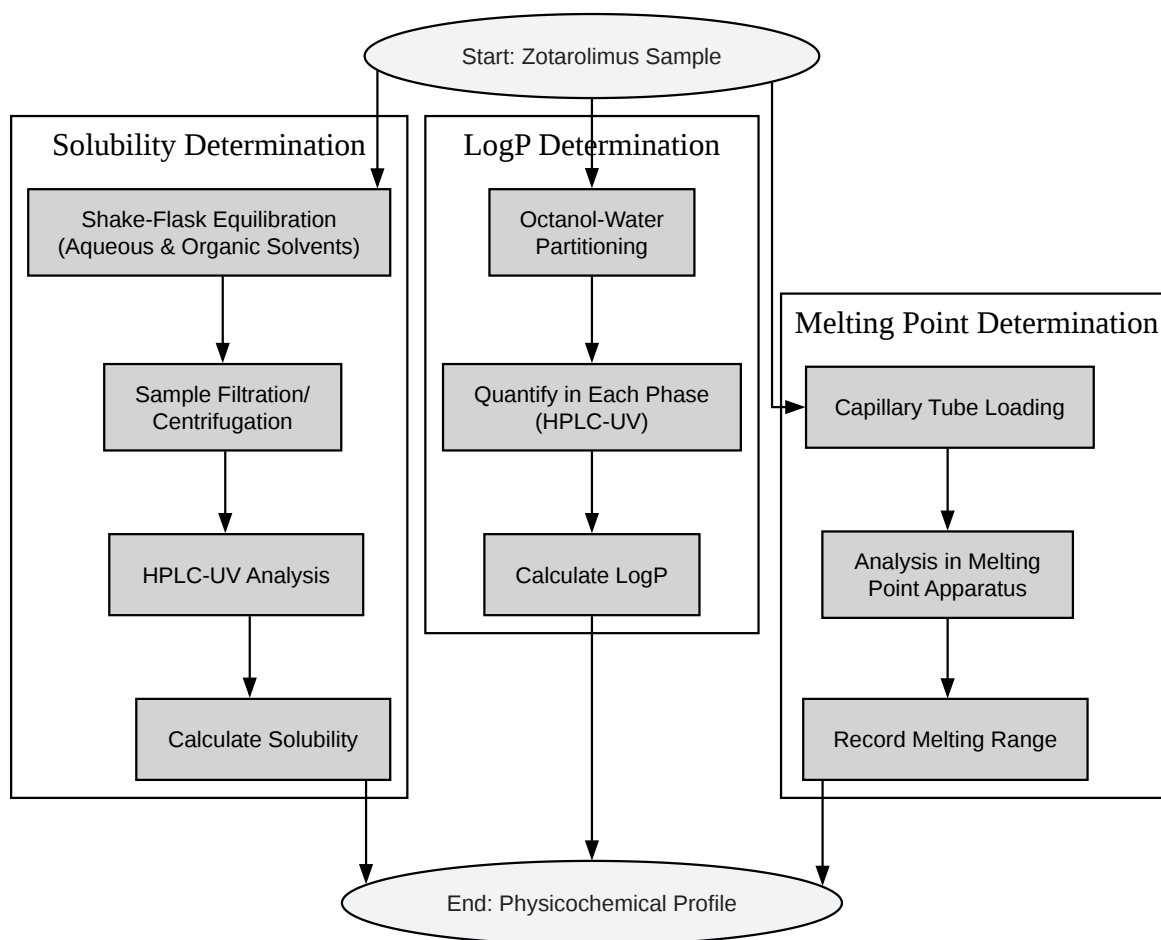 Start: Zotarolimus Sample
Solubility Determination
Shake-Flask Equilibration
(Aqueous & Organic Solvents)
Sample Filtration/
Centrifugation
HPLC-UV Analysis
Calculate Solubility
LogP Determination
Octanol-Water
Partitioning
Quantify in Each Phase
(HPLC-UV)
Calculate LogP
Melting Point Determination
Capillary Tube Loading
Analysis in Melting
Point Apparatus
Record Melting Range
End: Physicochemical Profile